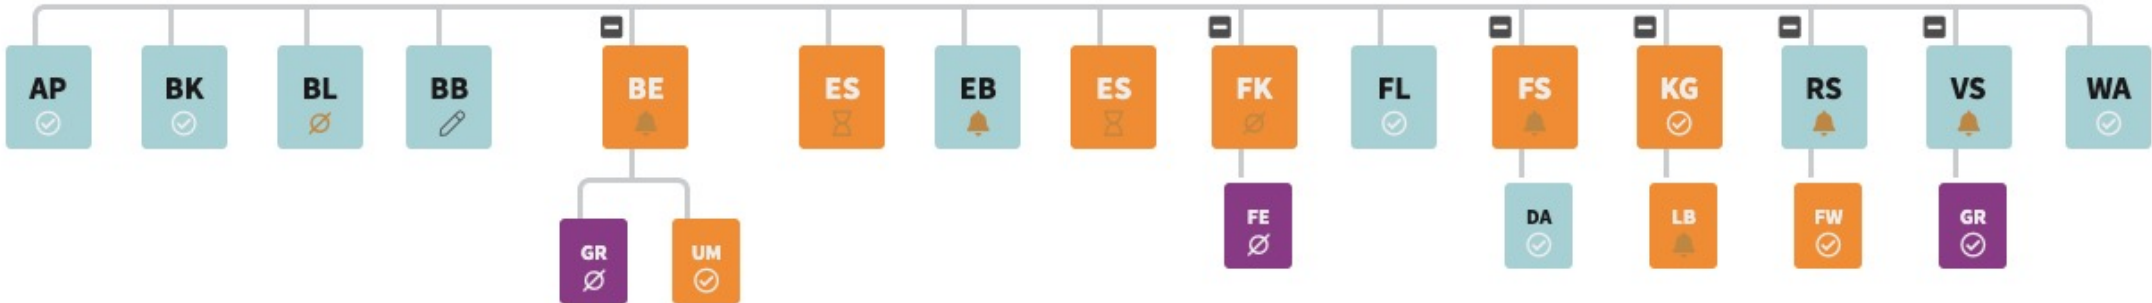 AP
BK
BL
BB
BE
ES
EB
ES
FK
FL
FS
KG
RS
VS
WA
GR
UM
FE
DA
LB
FW
GR